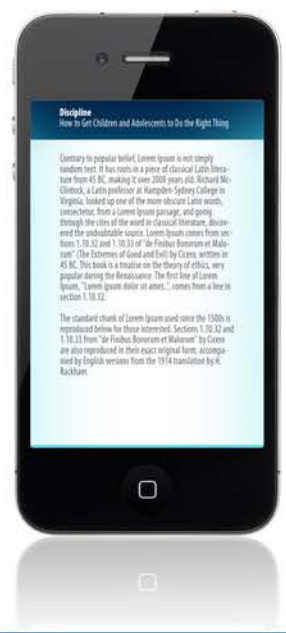 Discipline
How to Get Children and Adolescents to Do the Right Thing
Contrary to popular belief, Lorem Ipsum is not simply
random text. It has roots in a piece of classical Latin litera-
ture from 45 BC, making it over 2000 years old. Richard Mc-
Clintock, a Latin professor at Hampden-Sydney College in
Virginia, looked up one of the more obscure Latin words,
consectetur, from a Lorem Ipsum passage, and going
through the cites of the word in classical literature, discov-
ered the undoubtable source. Lorem Ipsum comes from sec-
tions 1.10.32 and 1.10.33 of "de Finibus Bonorum et Malo-
rum" (The Extremes of Good and Evil) by Cicero, written in
45 BC. This book is a treatise on the theory of ethics, very
popular during the Renaissance. The first line of Lorem
Ipsum, "Lorem ipsum dolor sit amet..", comes from a line in
section 1.10.32.
The standard chunk of Lorem Ipsum used since the 1500s is
reproduced below for those interested. Sections 1.10.32 and
1.10.33 from "de Finibus Bonorum et Malorum" by Cicero
are also reproduced in their exact original form, accompa-
nied by English versions from the 1914 translation by H.
Rackham.